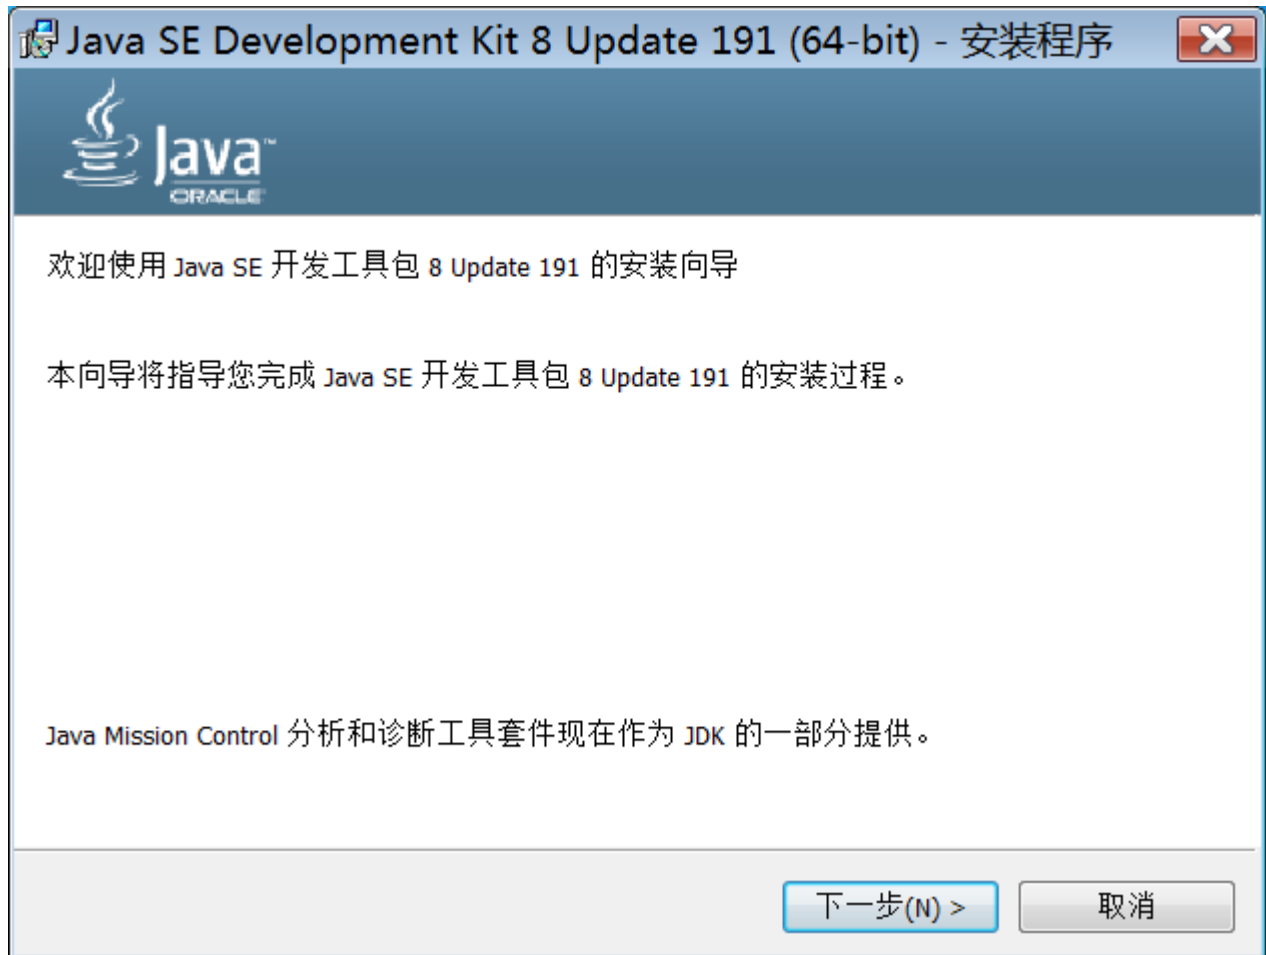 Java SE Development Kit 8 Update 191 (64-bit) - 安装程序
Java™
ORACLE
欢迎使用 Java SE 开发工具包 8 Update 191 的安装向导
本向导将指导您完成 Java SE 开发工具包 8 Update 191 的安装过程。
Java Mission Control 分析和诊断工具套件现在作为 JDK 的一部分提供。
下一步(N) >
取消